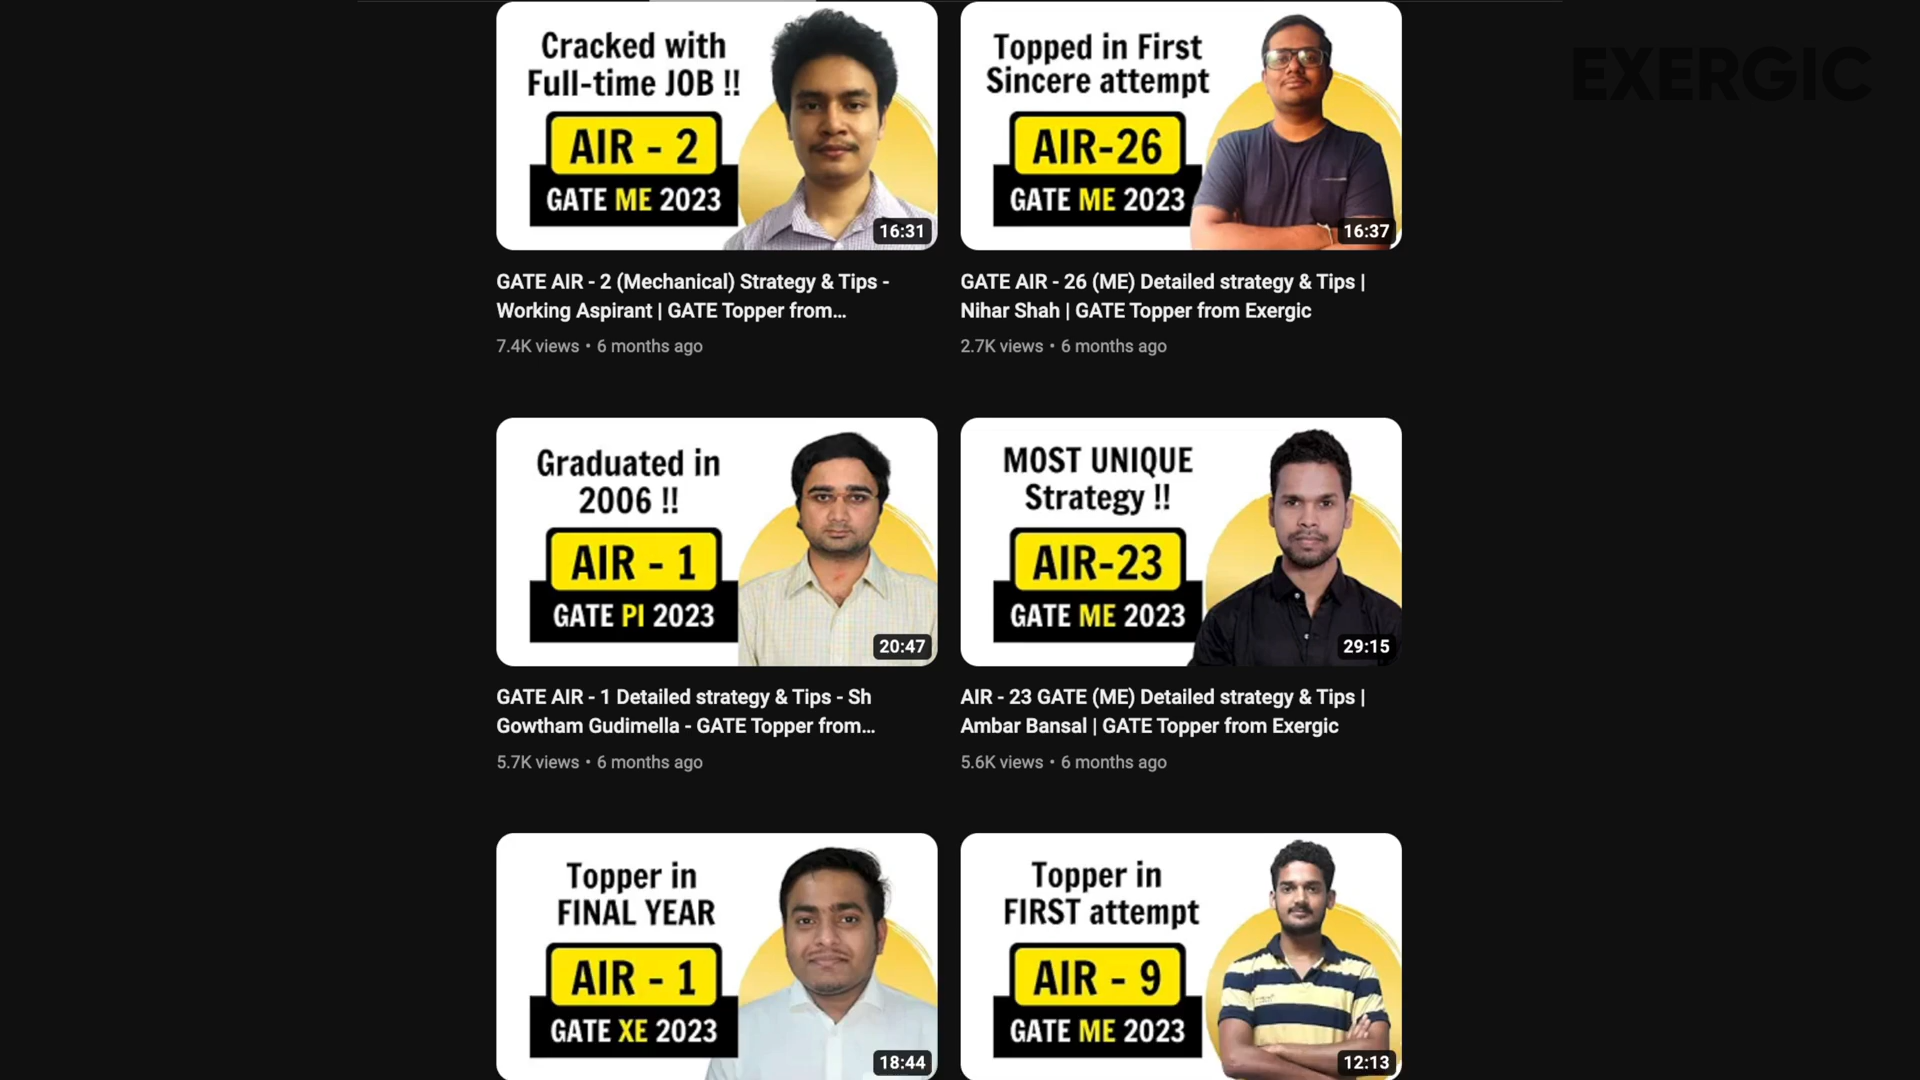 EXERGIC
Cracked with
Full-time JOB !!
AIR - 2
GATE ME 2023
16:31
GATE AIR - 2 (Mechanical) Strategy & Tips -
Working Aspirant | GATE Topper from...
7.4K views • 6 months ago
Topped in First
Sincere attempt
AIR-26
GATE ME 2023
16:37
GATE AIR - 26 (ME) Detailed strategy & Tips |
Nihar Shah | GATE Topper from Exergic
2.7K views • 6 months ago
Graduated in
2006 !!
AIR - 1
GATE PI 2023
20:47
GATE AIR - 1 Detailed strategy & Tips - Sh
Gowtham Gudimella - GATE Topper from...
5.7K views • 6 months ago
MOST UNIQUE
Strategy !!
AIR-23
GATE ME 2023
29:15
AIR - 23 GATE (ME) Detailed strategy & Tips |
Ambar Bansal | GATE Topper from Exergic
5.6K views • 6 months ago
Topper in
FINAL YEAR
AIR - 1
GATE XE 2023
18:44
Topper in
FIRST attempt
AIR - 9
GATE ME 2023
12:13